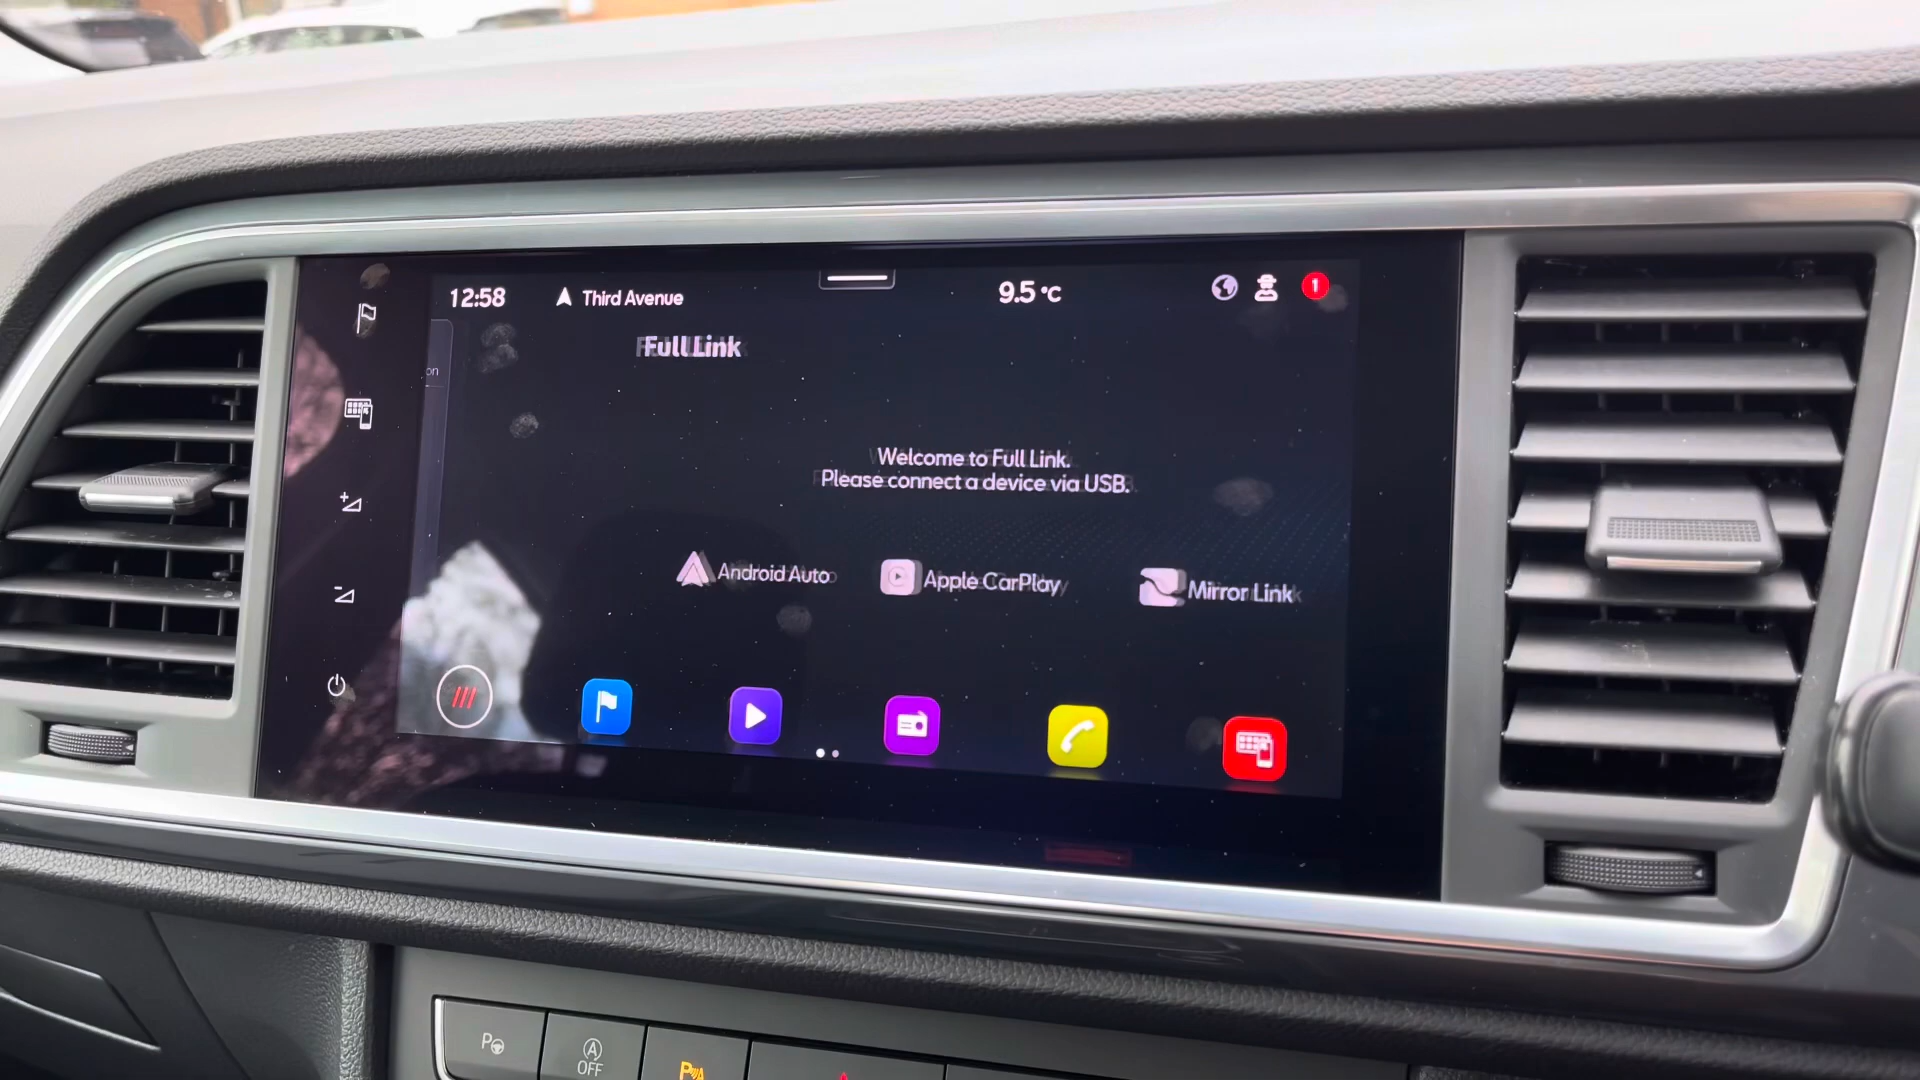 12:58
Third Avenue
9.5 °C
1
Full Link
on
Welcome to Full Link.
Please connect a device via USB.
Android Auto
Apple CarPlay
Mirror Link
P
A
OFF
P